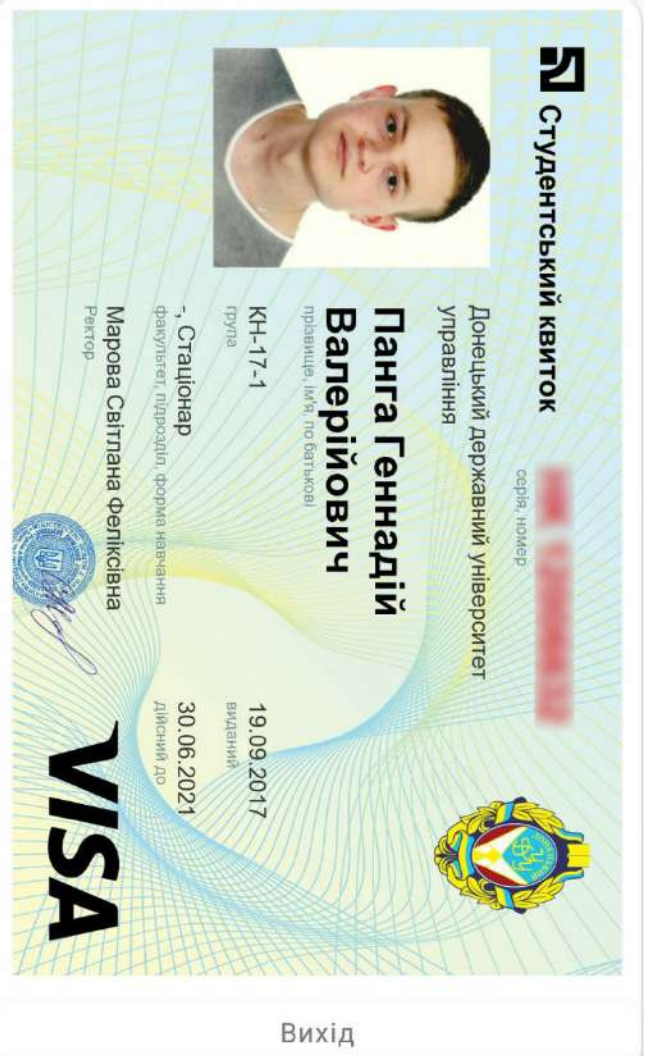 Студентський квиток
серія, номер
Донецький державний університет
управління
Панга Геннадій
Валерійович
прізвище, ім'я, по батькові
КН-17-1
група
19.09.2017
виданий
-, Стаціонар
факультет, підрозділ, форма навчання
30.06.2021
дійсний до
Марова Світлана Феліксівна
Ректор
VISA
Вихід